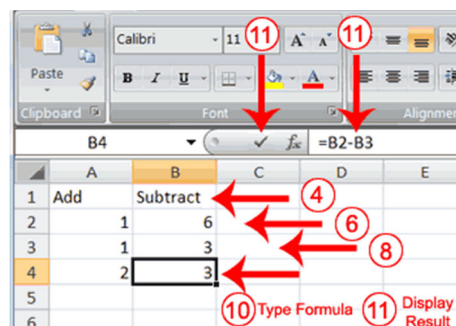 Calibri 11 A A
11 11
Paste
B I U A
Clipboard Font Alignment
B4 fx =B2-B3
A B C D E
1 Add Subtract 4
2 1 6 6
3 1 3 8
4 2 3
5 10 Type Formula 11 Display
6 Result